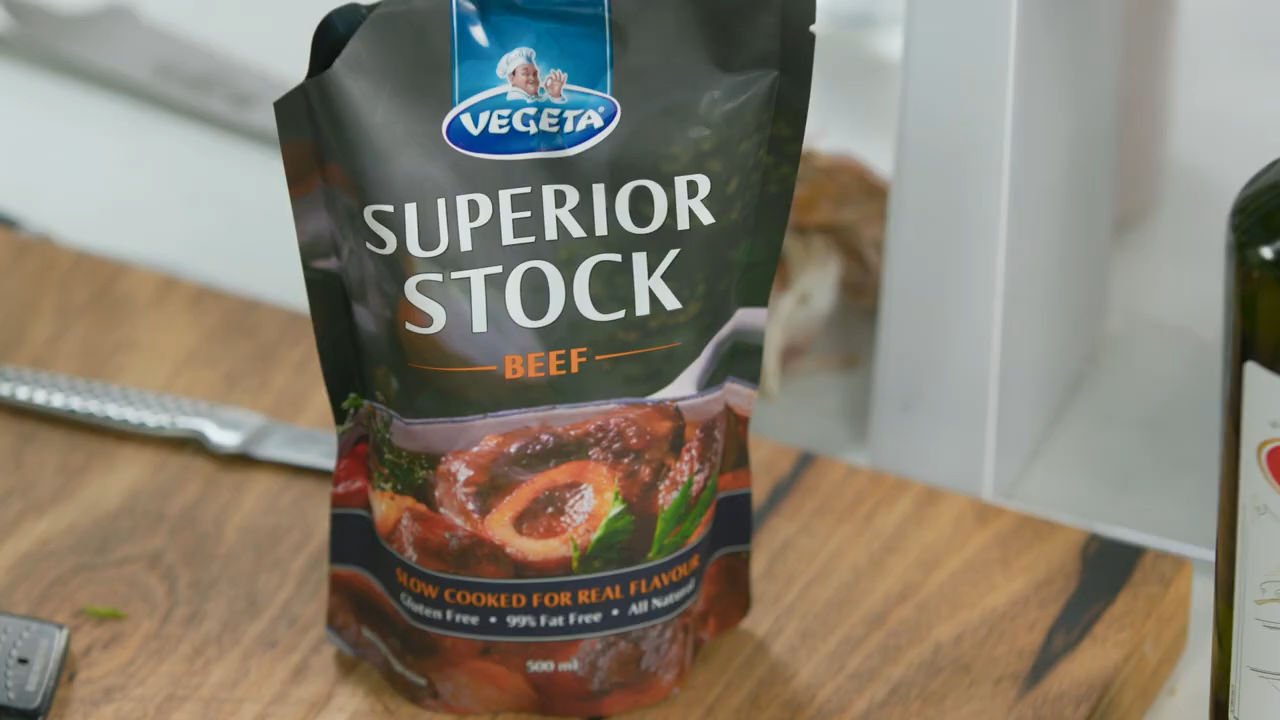 VEGETA
SUPERIOR
STOCK
BEEF
SLOW COOKED FOR REAL FLAVOUR
Gluten Free • 99% Fat Free • All Natural
500 ml